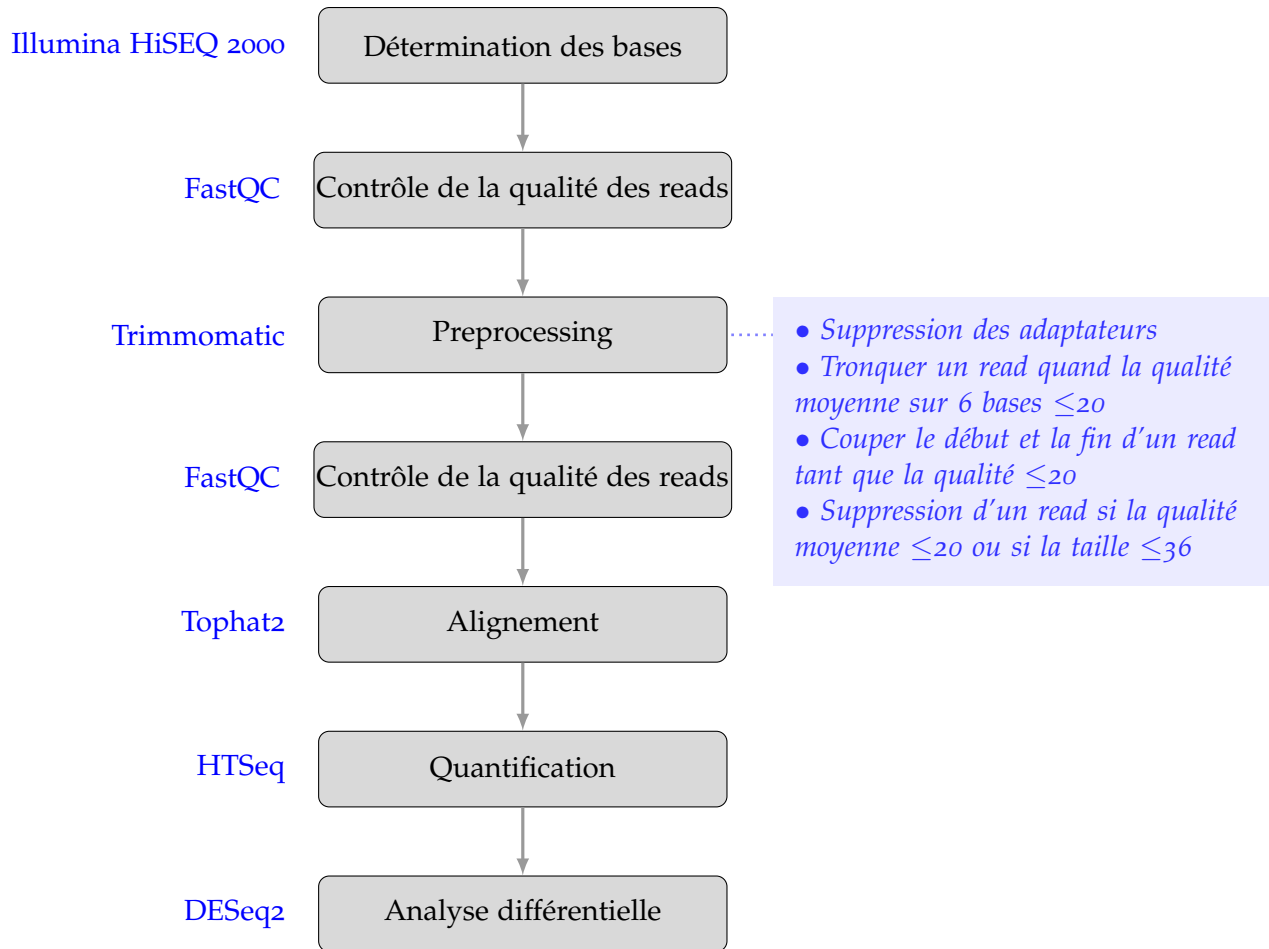 Illumina HiSEQ 2000
Détermination des bases
FastQC
Contrôle de la qualité des reads
Trimmomatic
Preprocessing
• Suppression des adaptateurs
• Tronquer un read quand la qualité
moyenne sur 6 bases ≤20
• Couper le début et la fin d'un read
tant que la qualité ≤20
• Suppression d'un read si la qualité
moyenne ≤20 ou si la taille ≤36
FastQC
Contrôle de la qualité des reads
Tophat2
Alignement
HTSeq
Quantification
DESeq2
Analyse différentielle